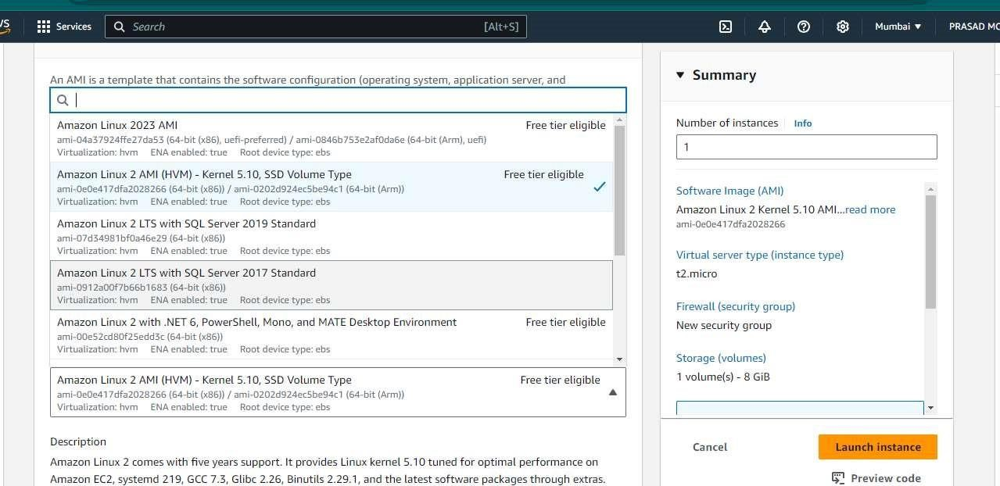 Services
Search
[Alt+S]
Mumbai
An AMI is a template that contains the software configuration (operating system, application server, and
Amazon Linux 2023 AMI
Free tier eligible
ami-04a37924ffe27da53 (64-bit (x86), uefi-preferred) / ami-0846b753e2af0da6e (64-bit (Arm), uefi)
Virtualization: hvm ENA enabled: true Root device type: ebs
Amazon Linux 2 AMI (HVM) - Kernel 5.10, SSD Volume Type
Free tier eligible
ami-0e0e417dfa2028266 (64-bit (x86)) / ami-0202d924ec5be94c1 (64-bit (Arm))
Virtualization: hvm ENA enabled: true Root device type: ebs
Amazon Linux 2 LTS with SQL Server 2019 Standard
ami-07d34981bf0a46e29 (64-bit (x86))
Virtualization: hvm ENA enabled: true Root device type: ebs
Amazon Linux 2 LTS with SQL Server 2017 Standard
ami-0912a00f7b66b1683 (64-bit (x86))
Virtualization: hvm ENA enabled: true Root device type: ebs
Amazon Linux 2 with .NET 6, PowerShell, Mono, and MATE Desktop Environment
Free tier eligible
ami-00e52cd80f25edd3c (64-bit (x86))
Virtualization: hvm ENA enabled: true Root device type: ebs
Amazon Linux 2 AMI (HVM) - Kernel 5.10, SSD Volume Type
Free tier eligible
ami-0e0e417dfa2028266 (64-bit (x86)) / ami-0202d924ec5be94c1 (64-bit (Arm))
Virtualization: hvm ENA enabled: true Root device type: ebs
Description
Amazon Linux 2 comes with five years support. It provides Linux kernel 5.10 tuned for optimal performance on
Amazon EC2, systemd 219, GCC 7.3, Glibc 2.26, Binutils 2.29.1, and the latest software packages through extras.
PRASAD
Summary
Number of instances
Info
1
Software Image (AMI)
Amazon Linux 2 Kernel 5.10 AMI...read more
ami-0e0e417dfa2028266
Virtual server type (instance type)
t2.micro
Firewall (security group)
New security group
Storage (volumes)
1 volume(s) - 8 GiB
Cancel
Launch instance
Preview code